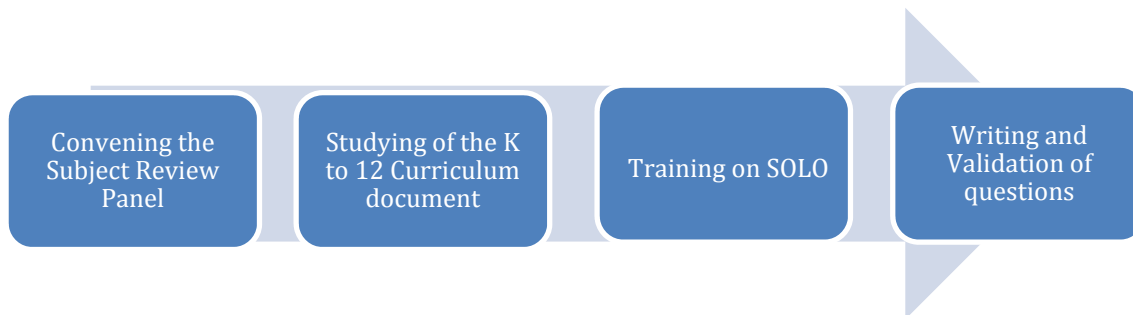 Convening the
Subject Review
Panel
Studying of the K
to 12 Curriculum
document
Training on SOLO
Writing and
Validation of
questions